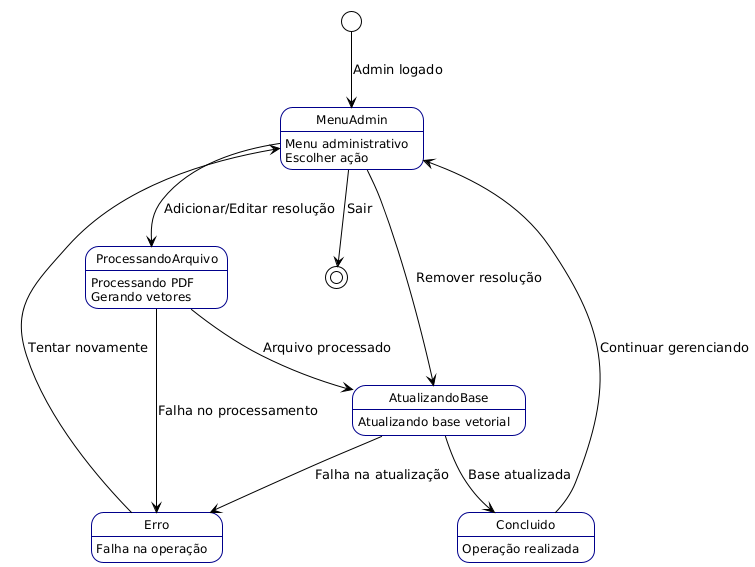 Admin logado
MenuAdmin
Menu administrativo
Escolher ação
Adicionar/Editar resolução
Sair
ProcessandoArquivo
Processando PDF
Gerando vetores
Remover resolução
Tentar novamente
Arquivo processado
Continuar gerenciando
AtualizandoBase
Atualizando base vetorial
Falha no processamento
Falha na atualização
Base atualizada
Erro
Falha na operação
Concluido
Operação realizada